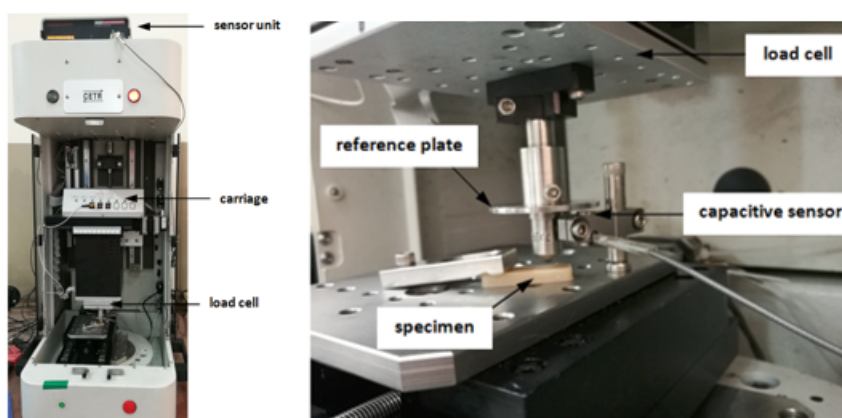 sensor unit
CETR
carriage
load cell
load cell
reference plate
capacitive sensor
specimen